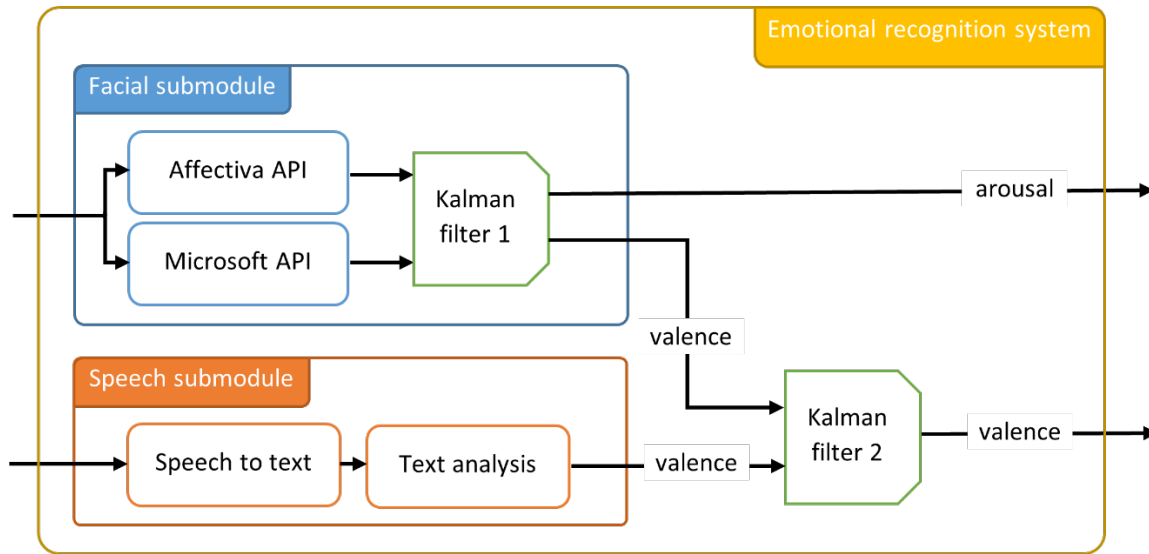 Emotional recognition system
Facial submodule
Affectiva API
Microsoft API
Kalman
filter 1
arousal
valence
Speech submodule
Speech to text
Text analysis
valence
Kalman
filter 2
valence